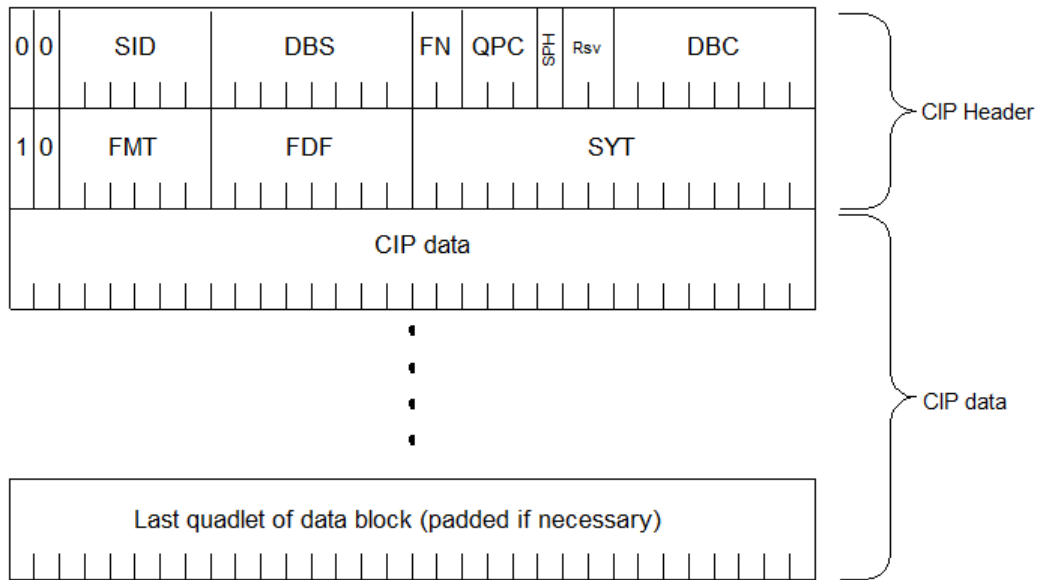 0 0 SID DBS FN QPC SPH Rsv DBC
CIP Header
1 0 FMT FDF SYT
CIP data
CIP data
Last quadlet of data block (padded if necessary)